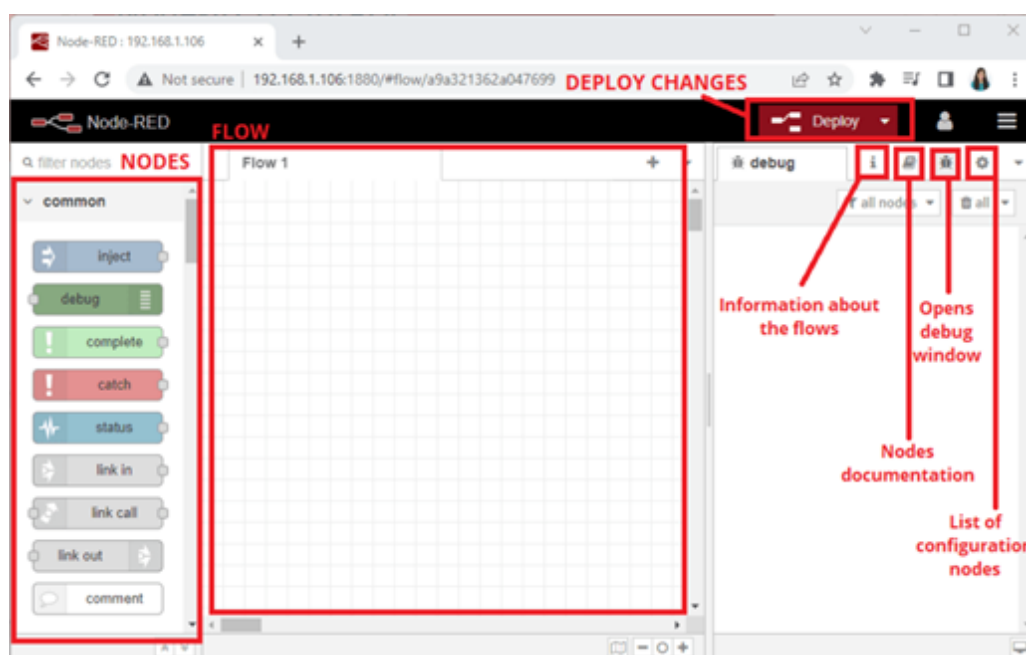 Node-RED : 192.168.1.106
Not secure | 192.168.1.106:1880/#flow/a9a321362a047699
DEPLOY CHANGES
Node-RED
FLOW
Deploy
filter nodes
NODES
Flow 1
debug
i
common
all nodes
all
inject
debug
complete
catch
status
link in
link call
link out
comment
Information about
the flows
Opens
debug
window
Nodes
documentation
List of
configuration
nodes